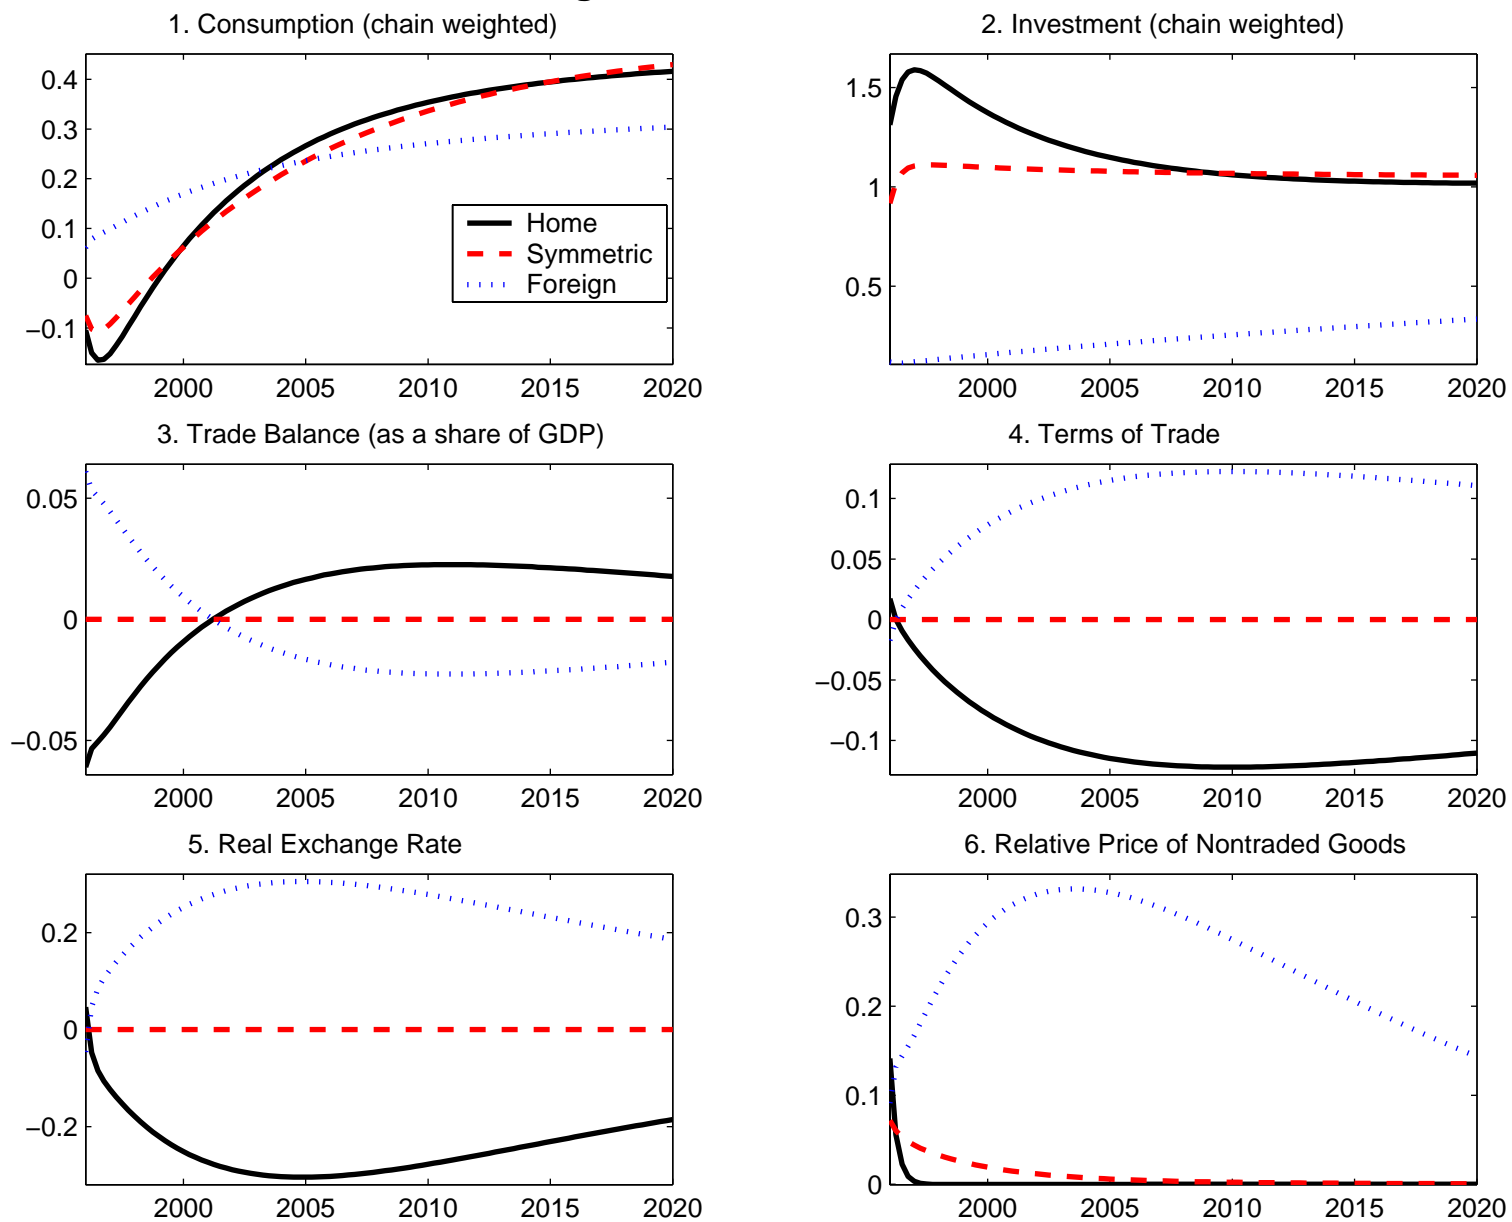 1. Consumption (chain weighted)
0.4
0.3
0.2
0.1
0
−0.1
Home
Symmetric
Foreign
2000 2005 2010 2015 2020
2. Investment (chain weighted)
1.5
1
0.5
2000 2005 2010 2015 2020
3. Trade Balance (as a share of GDP)
0.05
0
−0.05
2000 2005 2010 2015 2020
4. Terms of Trade
0.1
0.05
0
−0.05
−0.1
2000 2005 2010 2015 2020
5. Real Exchange Rate
0.2
0
−0.2
2000 2005 2010 2015 2020
6. Relative Price of Nontraded Goods
0.3
0.2
0.1
0
2000 2005 2010 2015 2020